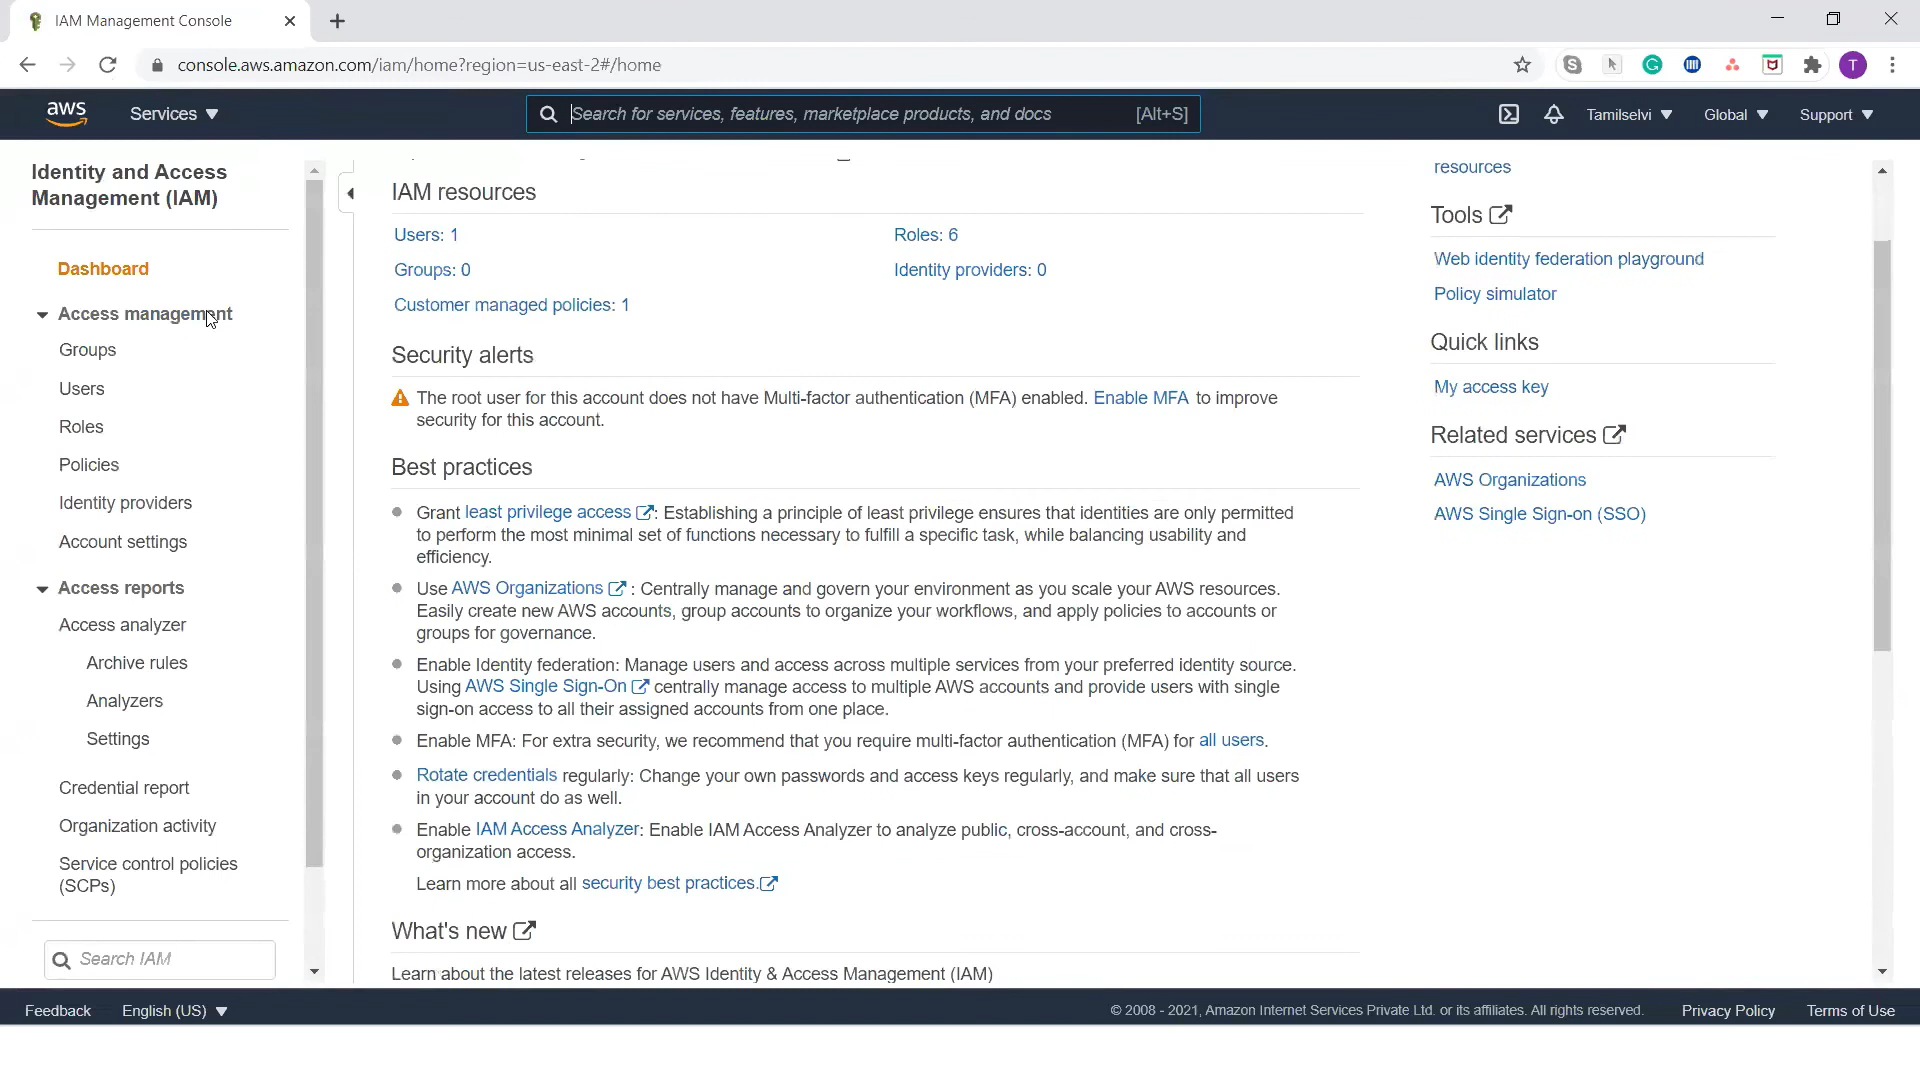 IAM Management Console
console.aws.amazon.com/iam/home?region=us-east-2#/home
T
aws
Services
Search for services, features, marketplace products, and docs
[Alt+S]
Tamilselvi
Global
Support
Identity and Access
Management (IAM)
Dashboard
Access management
Groups
Users
Roles
Policies
Identity providers
Account settings
Access reports
Access analyzer
Archive rules
Analyzers
Settings
Credential report
Organization activity
Service control policies
(SCPs)
Search IAM
IAM resources
Users: 1
Roles: 6
Groups: 0
Identity providers: 0
Customer managed policies: 1
Security alerts
The root user for this account does not have Multi-factor authentication (MFA) enabled. Enable MFA to improve
security for this account.
Best practices
Grant least privilege access : Establishing a principle of least privilege ensures that identities are only permitted
to perform the most minimal set of functions necessary to fulfill a specific task, while balancing usability and
efficiency.
Use AWS Organizations : Centrally manage and govern your environment as you scale your AWS resources.
Easily create new AWS accounts, group accounts to organize your workflows, and apply policies to accounts or
groups for governance.
Enable Identity federation: Manage users and access across multiple services from your preferred identity source.
Using AWS Single Sign-On centrally manage access to multiple AWS accounts and provide users with single
sign-on access to all their assigned accounts from one place.
Enable MFA: For extra security, we recommend that you require multi-factor authentication (MFA) for all users.
Rotate credentials regularly: Change your own passwords and access keys regularly, and make sure that all users
in your account do as well.
Enable IAM Access Analyzer: Enable IAM Access Analyzer to analyze public, cross-account, and cross-
organization access.
Learn more about all security best practices.
What's new
Learn about the latest releases for AWS Identity & Access Management (IAM)
resources
Tools
Web identity federation playground
Policy simulator
Quick links
My access key
Related services
AWS Organizations
AWS Single Sign-on (SSO)
Feedback
English (US)
© 2008 - 2021, Amazon Internet Services Private Ltd. or its affiliates. All rights reserved.
Privacy Policy
Terms of Use